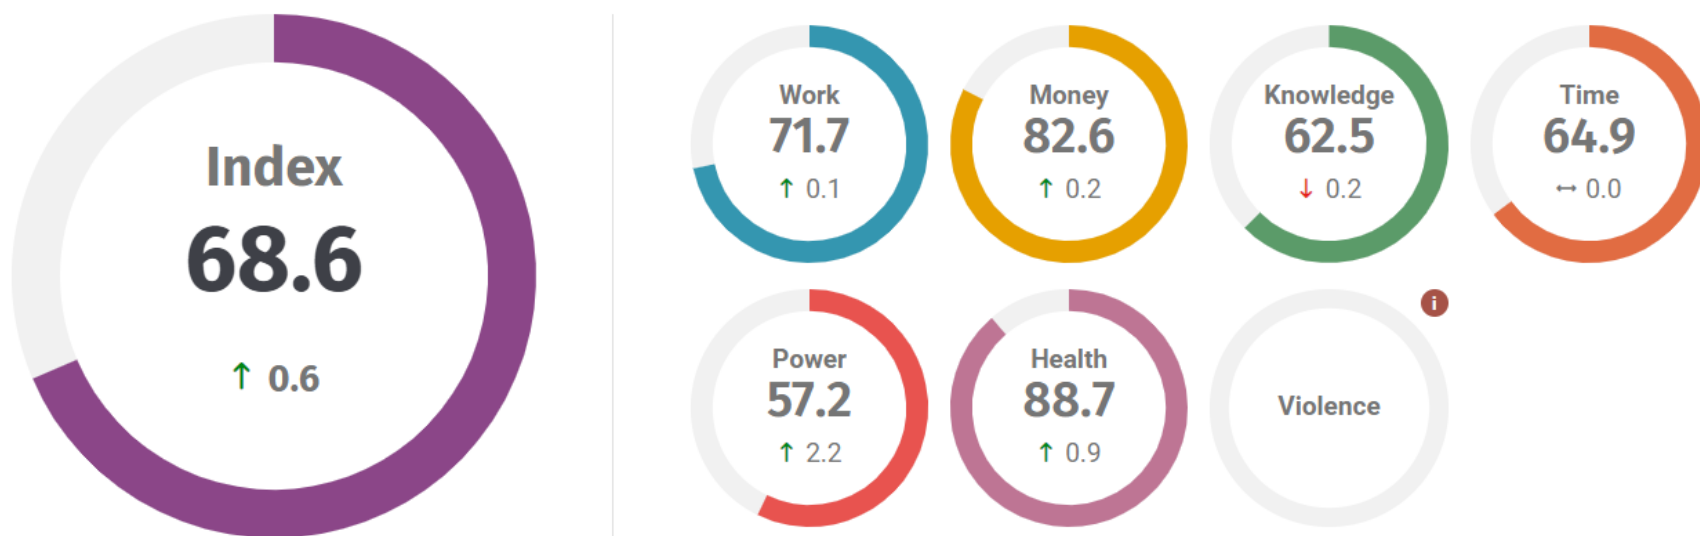 Index
68.6
↑ 0.6
Work
71.7
↑ 0.1
Money
82.6
↑ 0.2
Knowledge
62.5
↓ 0.2
Time
64.9
↔ 0.0
Power
57.2
↑ 2.2
Health
88.7
↑ 0.9
Violence
i